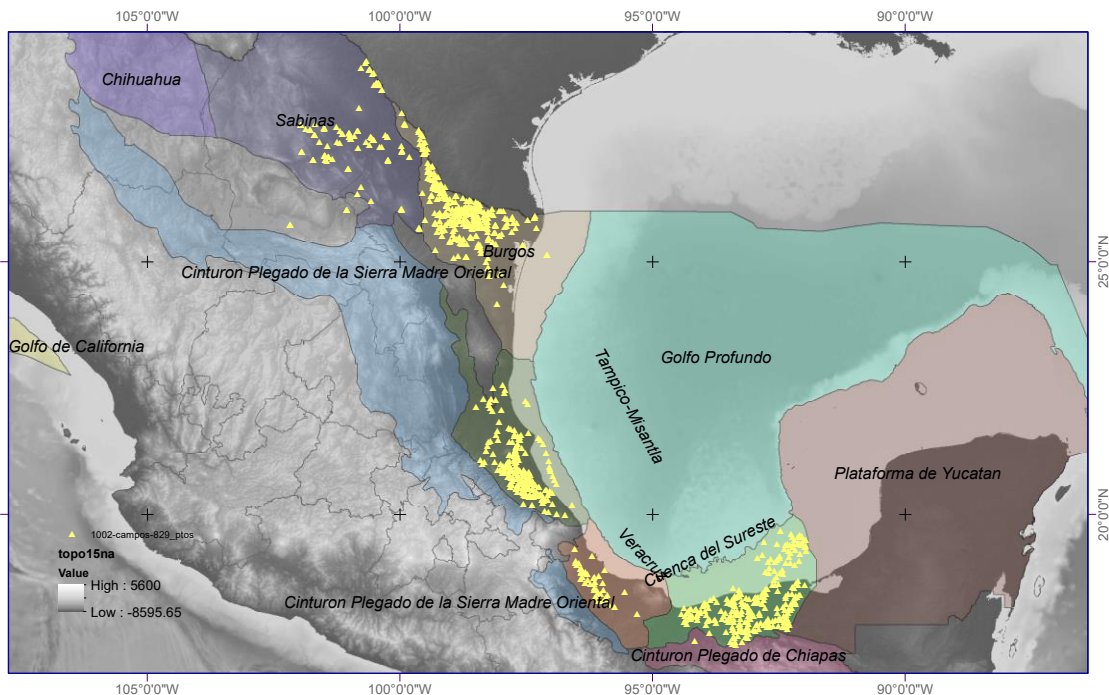 105°0'0"W 100°0'0"W 95°0'0"W 90°0'0"W
Chihuahua
Sabinas
Burgos
25°0'0"N
Cinturon Plegado de la Sierra Madre Oriental
Golfo de California
Golfo Profundo
Tampico-Misantla
Plataforma de Yucatan
20°0'0"N
Veracruz
Cuenca del Sureste
1002-campos-829_ptos
topo15na
Value
High : 5600
Low : -8595.65
Cinturon Plegado de la Sierra Madre Oriental
Cinturon Plegado de Chiapas
105°0'0"W 100°0'0"W 95°0'0"W 90°0'0"W